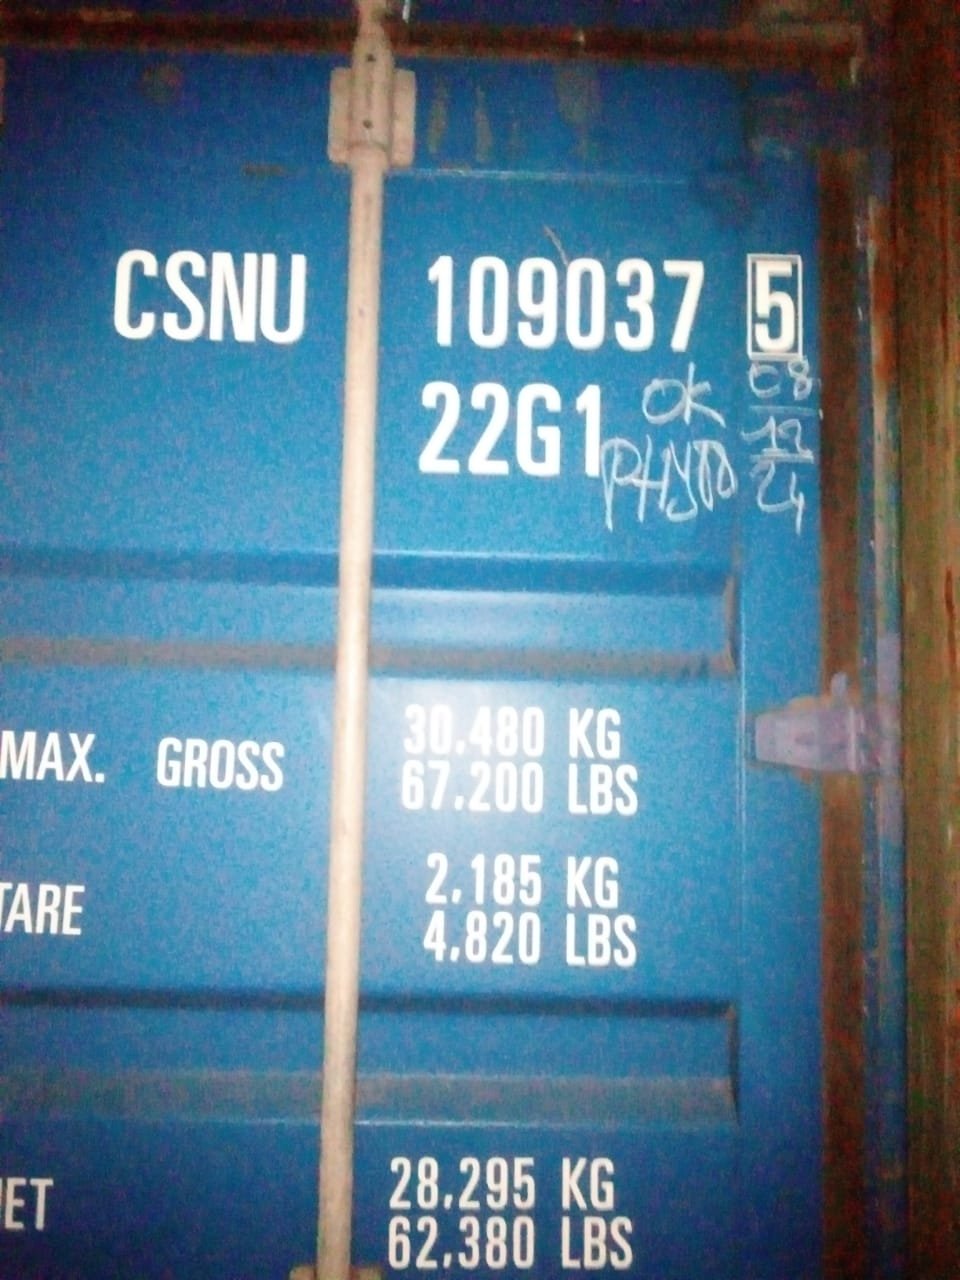 CSNU 109037 5
22G1 OK 08
PHYTO 12
24
MAX. GROSS 30.480 KG
67.200 LBS
TARE 2.185 KG
4.820 LBS
NET 28.295 KG
62.380 LBS